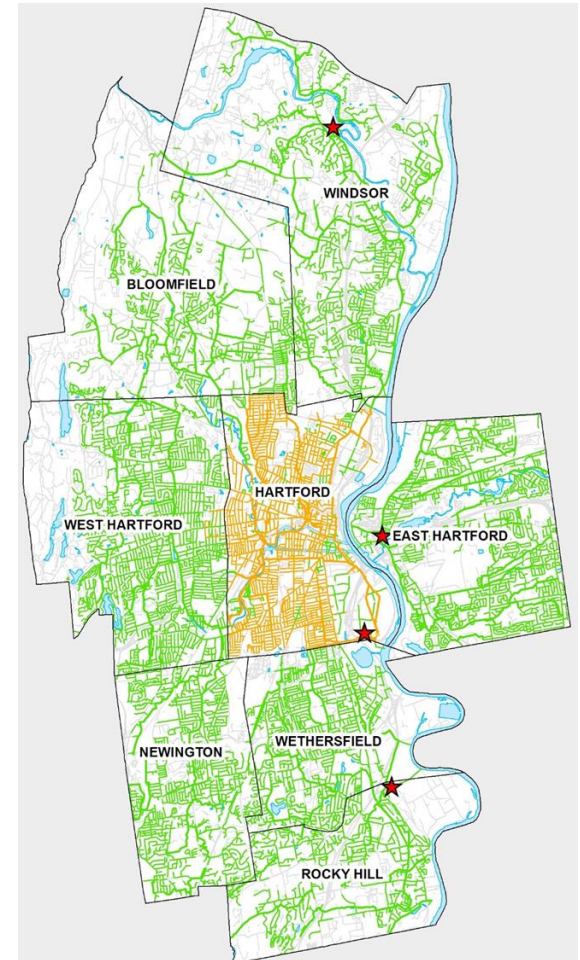 WINDSOR
BLOOMFIELD
HARTFORD
WEST HARTFORD
EAST HARTFORD
NEWINGTON
WETHERSFIELD
ROCKY HILL